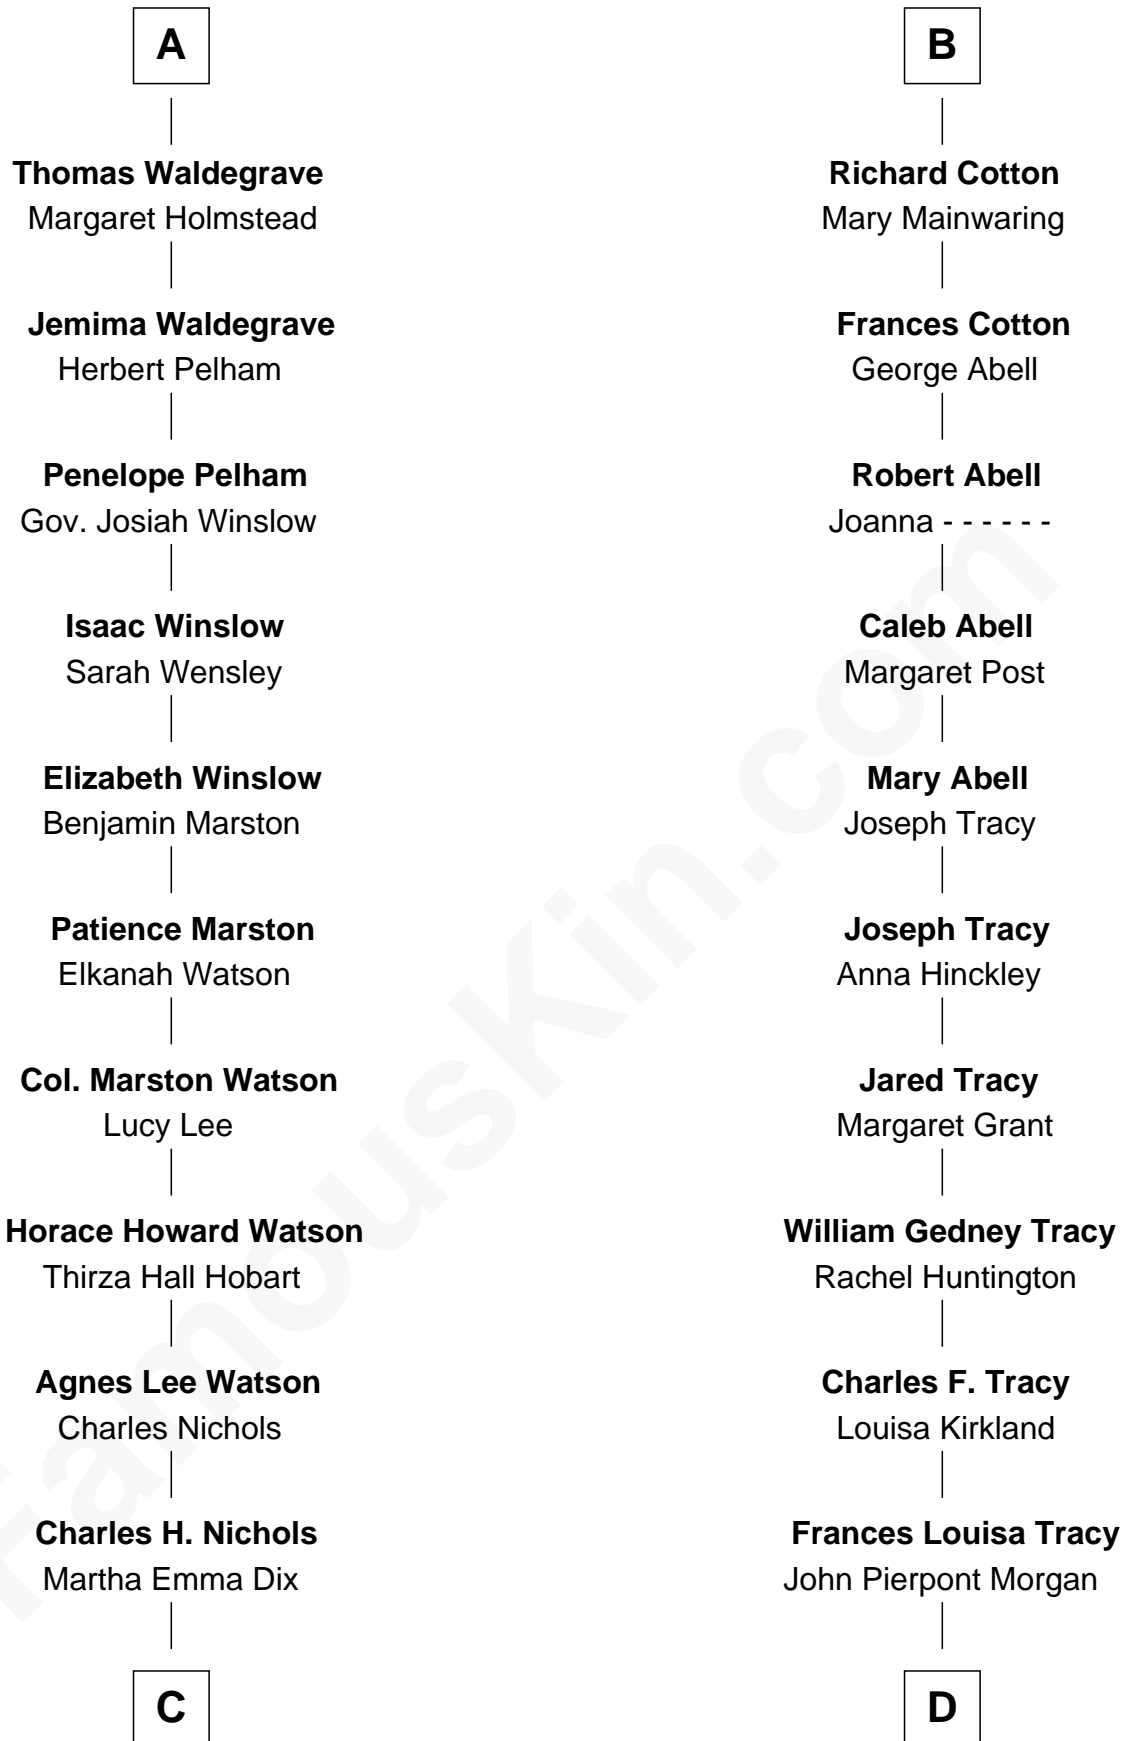 A
Thomas Waldegrave
Margaret Holmstead
Jemima Waldegrave
Herbert Pelham
Penelope Pelham
Gov. Josiah Winslow
Isaac Winslow
Sarah Wensley
Elizabeth Winslow
Benjamin Marston
Patience Marston
Elkanah Watson
Col. Marston Watson
Lucy Lee
Horace Howard Watson
Thirza Hall Hobart
Agnes Lee Watson
Charles Nichols
Charles H. Nichols
Martha Emma Dix
C
B
Richard Cotton
Mary Mainwaring
Frances Cotton
George Abell
Robert Abell
Joanna - - - - - -
Caleb Abell
Margaret Post
Mary Abell
Joseph Tracy
Joseph Tracy
Anna Hinckley
Jared Tracy
Margaret Grant
William Gedney Tracy
Rachel Huntington
Charles F. Tracy
Louisa Kirkland
Frances Louisa Tracy
John Pierpont Morgan
D
FamousKin.com